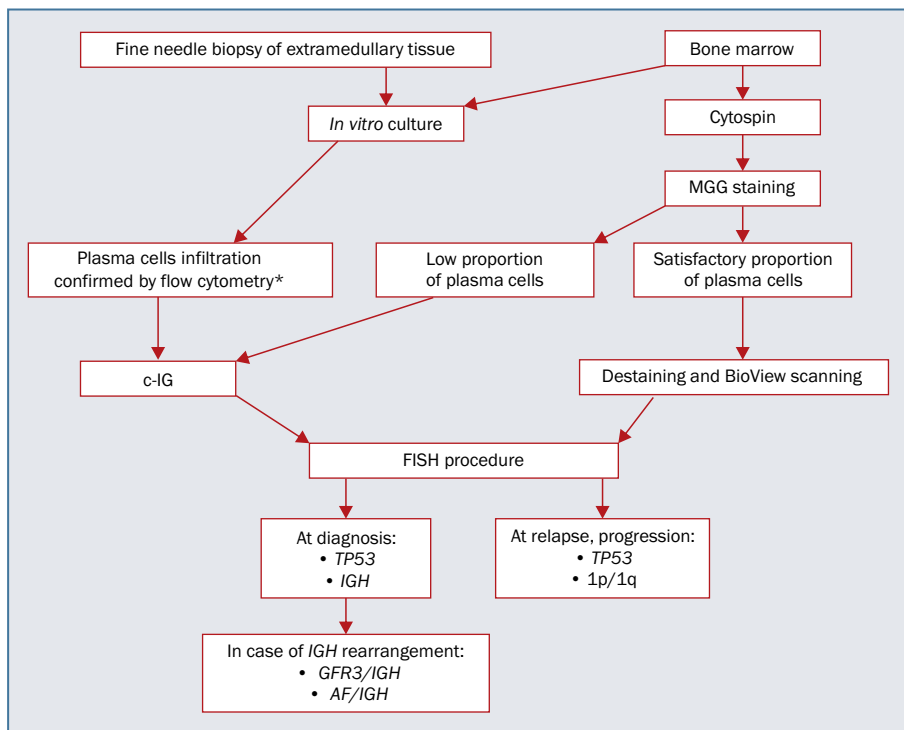 Fine needle biopsy of extramedullary tissue
Bone marrow
In vitro culture
Cytospin
MGG staining
Plasma cells infiltration
confirmed by flow cytometry*
Low proportion
of plasma cells
Satisfactory proportion
of plasma cells
c-IG
Destaining and BioView scanning
FISH procedure
At diagnosis:
• TP53
• IGH
At relapse, progression:
• TP53
• 1p/1q
In case of IGH rearrangement:
• GFR3/IGH
• AF/IGH